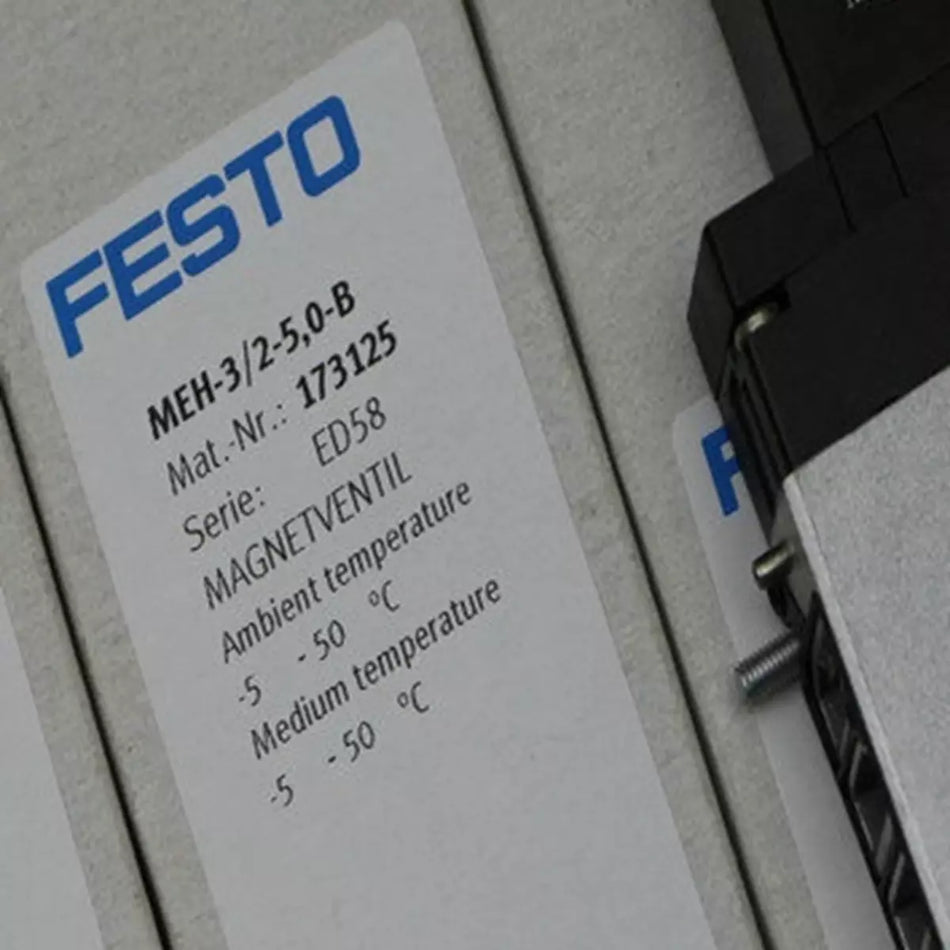 FESTO
MEH-3/2-5,0-B
Mat.-Nr.: 173125
Serie: ED58
MAGNETVENTIL
Ambient temperature
-5 - 50 °C
Medium temperature
-5 - 50 °C
F